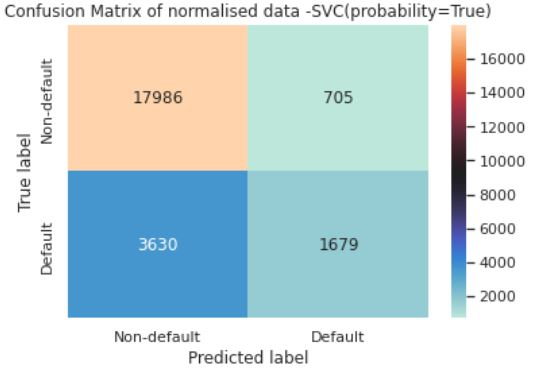 Confusion Matrix of normalised data -SVC(probability=True)
True label
Non-default
Default
17986
705
3630
1679
Non-default
Default
Predicted label
16000
14000
12000
10000
8000
6000
4000
2000